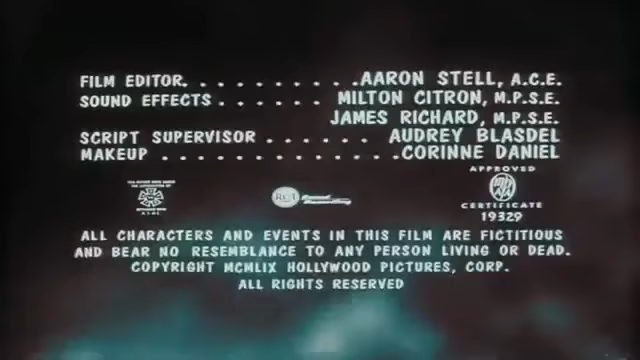 FILM EDITOR. . . . . . . . . . .AARON STELL, A.C.E.
SOUND EFFECTS . . . . . . MILTON CITRON, M.P.S.E.
JAMES RICHARD, M.P.S.E.
SCRIPT SUPERVISOR . . . . . . AUDREY BLASDEL
MAKEUP . . . . . . . . . . . . .CORINNE DANIEL
APPROVED
CERTIFICATE
19329
ALL CHARACTERS AND EVENTS IN THIS FILM ARE FICTITIOUS
AND BEAR NO RESEMBLANCE TO ANY PERSON LIVING OR DEAD.
COPYRIGHT MCMLIX HOLLYWOOD PICTURES, CORP.
ALL RIGHTS RESERVED